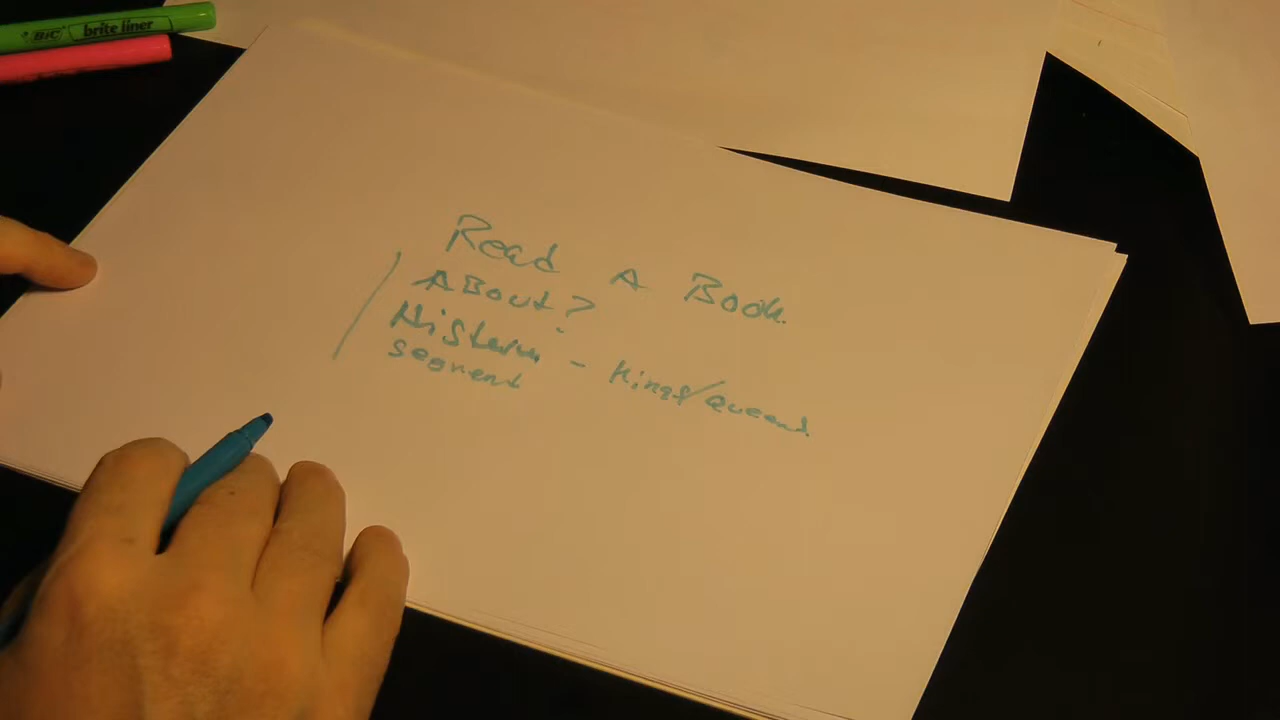 BIC brite liner
Read A Book
About?
History - Kings/Queens
segment